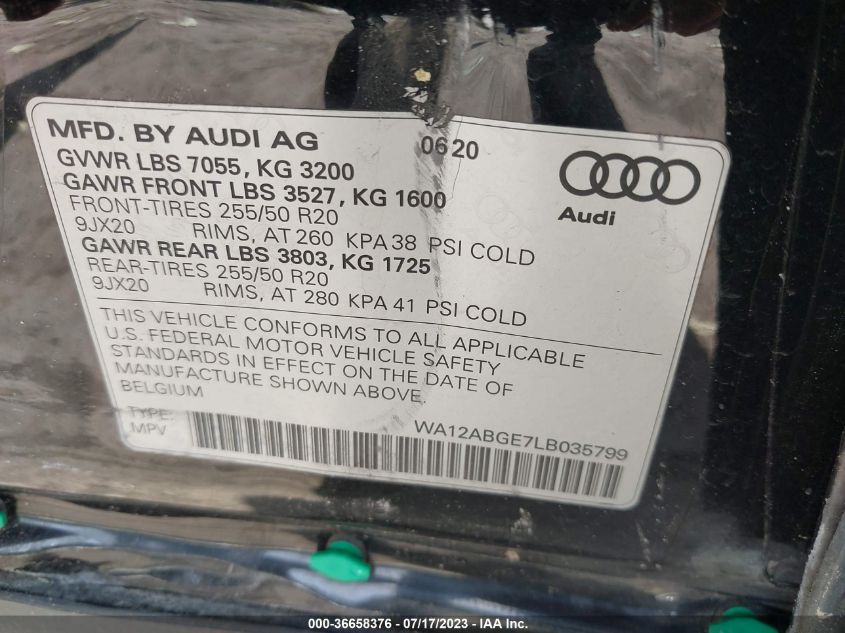 MFD. BY AUDI AG 0620
GVWR LBS 7055, KG 3200
GAWR FRONT LBS 3527, KG 1600
FRONT-TIRES 255/50 R20
9JX20 RIMS, AT 260 KPA 38 PSI COLD
GAWR REAR LBS 3803, KG 1725
REAR-TIRES 255/50 R20
9JX20 RIMS, AT 280 KPA 41 PSI COLD
Audi
THIS VEHICLE CONFORMS TO ALL APPLICABLE
U.S. FEDERAL MOTOR VEHICLE SAFETY
STANDARDS IN EFFECT ON THE DATE OF
MANUFACTURE SHOWN ABOVE.
BELGIUM
TYPE:
MPV
WA12ABGE7LB035799
000-36658376 - 07/17/2023 - IAA Inc.